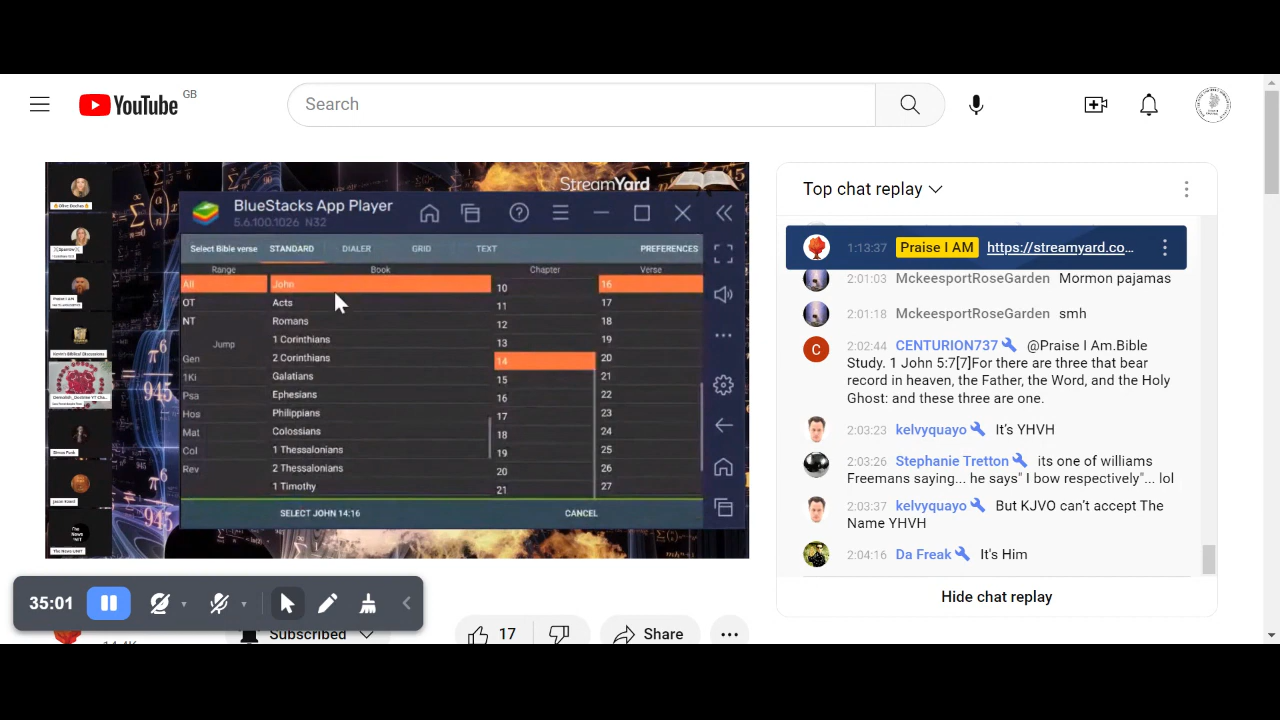 YouTube GB
Search
StreamYard
BlueStacks App Player
5.6.100.1026 N32
Select Bible verse STANDARD DIALER GRID TEXT PREFERENCES
Range Book Chapter Verse
All John 10 16
OT Acts 11 17
NT Romans 12 18
1 Corinthians 13 19
Jump
Gen 2 Corinthians 14 20
1Ki Galatians 15 21
Psa Ephesians 16 22
Hos Philippians 17 23
Mat Colossians 18 24
Col 1 Thessalonians 19 25
Rev 2 Thessalonians 20 26
1 Timothy 21 27
SELECT JOHN 14:16 CANCEL
Top chat replay
1:13:37 Praise I AM https://streamyard.co...
2:01:03 MckeesportRoseGarden Mormon pajamas
2:01:18 MckeesportRoseGarden smh
2:02:44 CENTURION737 @Praise I Am.Bible
Study. 1 John 5:7[7]For there are three that bear
record in heaven, the Father, the Word, and the Holy
Ghost: and these three are one.
2:03:23 kelvyquayo It's YHVH
2:03:26 Stephanie Tretton its one of williams
Freemans saying... he says" I bow respectively"... lol
2:03:37 kelvyquayo But KJVO can't accept The
Name YHVH
2:04:16 Da Freak It's Him
Hide chat replay
35:01
Subscribed 17 Share